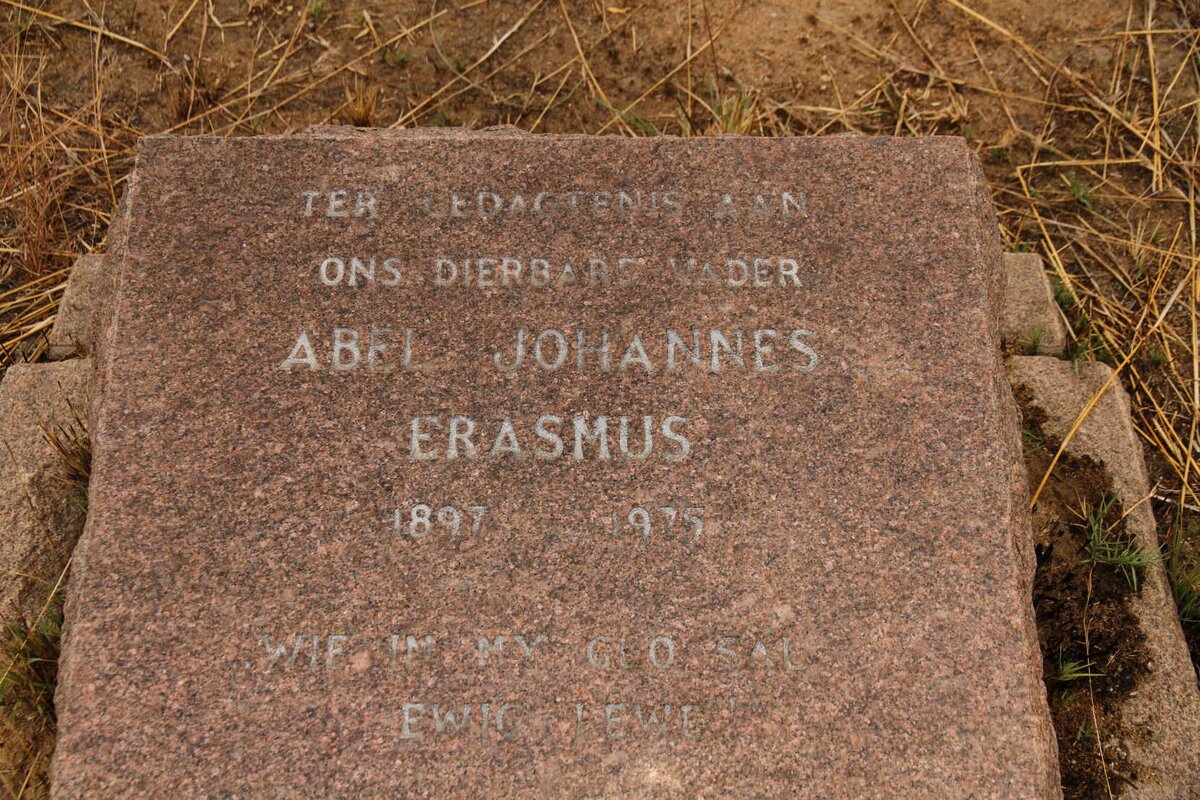 TER GEDAGTENIS AAN
ONS DIERBARE VADER
ABEL JOHANNES
ERASMUS
1897 1975
WIE IN MY GLO SAL
EWIG LEWE"